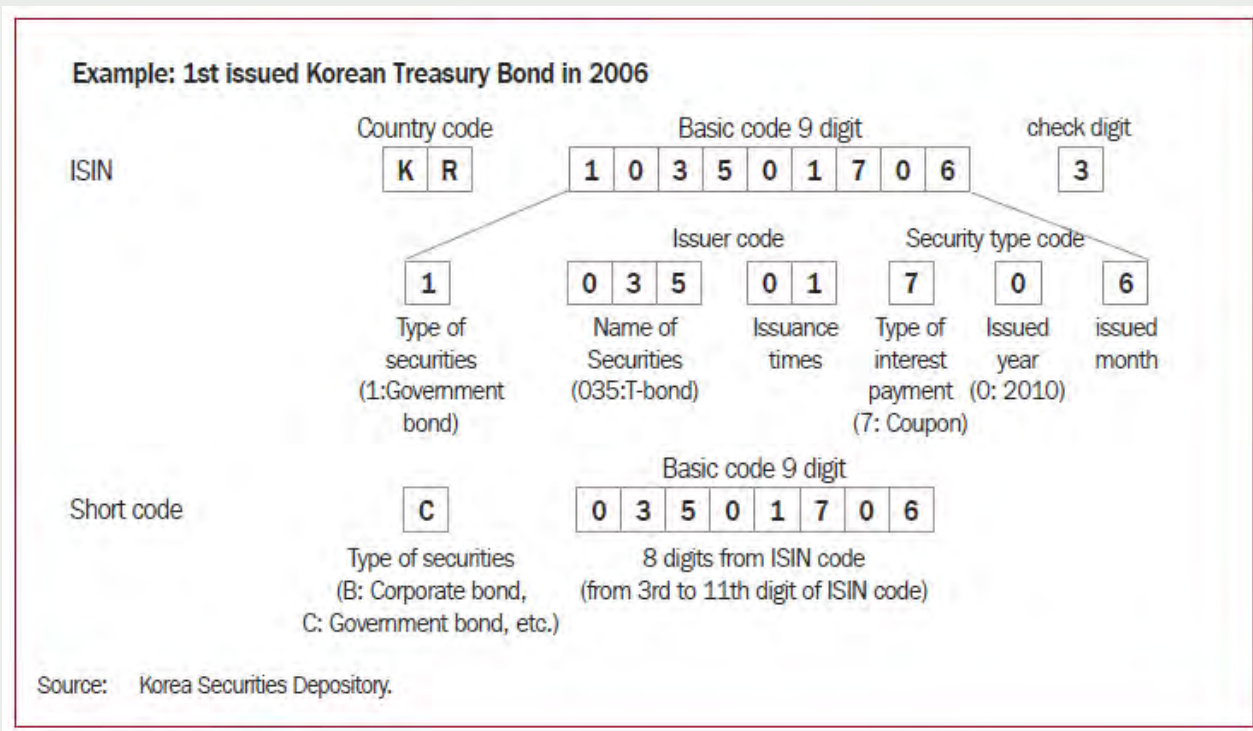 Example: 1st issued Korean Treasury Bond in 2006
Country code Basic code 9 digit check digit
ISIN K R 1 0 3 5 0 1 7 0 6 3
Issuer code Security type code
1 0 3 5 0 1 7 0 6
Type of Name of Issuance Type of Issued issued
securities Securities times interest year month
(1:Government (035:T-bond) payment (0: 2010)
bond) (7: Coupon)
Basic code 9 digit
Short code C 0 3 5 0 1 7 0 6
Type of securities 8 digits from ISIN code
(B: Corporate bond, (from 3rd to 11th digit of ISIN code)
C: Government bond, etc.)
Source: Korea Securities Depository.